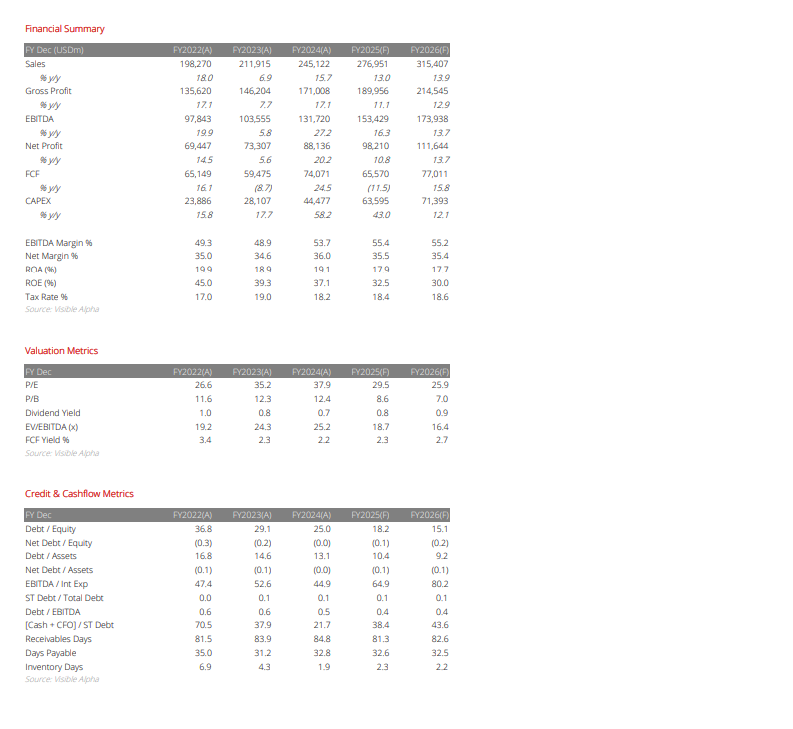 Financial Summary
FY Dec (USDm) FY2022(A) FY2023(A) FY2024(A) FY2025(F) FY2026(F)
Sales 198,270 211,915 245,122 276,951 315,407
% y/y 18.0 6.9 15.7 13.0 13.9
Gross Profit 135,620 146,204 171,008 189,956 214,545
% y/y 17.1 7.7 17.1 11.1 12.9
EBITDA 97,843 103,555 131,720 153,429 173,938
% y/y 19.9 5.8 27.2 16.3 13.7
Net Profit 69,447 73,307 88,136 98,210 111,644
% y/y 14.5 5.6 20.2 10.8 13.7
FCF 65,149 59,475 74,071 65,570 77,011
% y/y 16.1 (8.7) 24.5 (11.5) 15.8
CAPEX 23,886 28,107 44,477 63,595 71,393
% y/y 15.8 17.7 58.2 43.0 12.1
EBITDA Margin % 49.3 48.9 53.7 55.4 55.2
Net Margin % 35.0 34.6 36.0 35.5 35.4
ROA (%) 19.9 18.9 19.1 17.9 17.7
ROE (%) 45.0 39.3 37.1 32.5 30.0
Tax Rate % 17.0 19.0 18.2 18.4 18.6
Source: Visible Alpha
Valuation Metrics
FY Dec FY2022(A) FY2023(A) FY2024(A) FY2025(F) FY2026(F)
P/E 26.6 35.2 37.9 29.5 25.9
P/B 11.6 12.3 12.4 8.6 7.0
Dividend Yield 1.0 0.8 0.7 0.8 0.9
EV/EBITDA (x) 19.2 24.3 25.2 18.7 16.4
FCF Yield % 3.4 2.3 2.2 2.3 2.7
Source: Visible Alpha
Credit & Cashflow Metrics
FY Dec FY2022(A) FY2023(A) FY2024(A) FY2025(F) FY2026(F)
Debt / Equity 36.8 29.1 25.0 18.2 15.1
Net Debt / Equity (0.3) (0.2) (0.0) (0.1) (0.2)
Debt / Assets 16.8 14.6 13.1 10.4 9.2
Net Debt / Assets (0.1) (0.1) (0.0) (0.1) (0.1)
EBITDA / Int Exp 47.4 52.6 44.9 64.9 80.2
ST Debt / Total Debt 0.0 0.1 0.1 0.1 0.1
Debt / EBITDA 0.6 0.6 0.5 0.4 0.4
[Cash + CFO] / ST Debt 70.5 37.9 21.7 38.4 43.6
Receivables Days 81.5 83.9 84.8 81.3 82.6
Days Payable 35.0 31.2 32.8 32.6 32.5
Inventory Days 6.9 4.3 1.9 2.3 2.2
Source: Visible Alpha